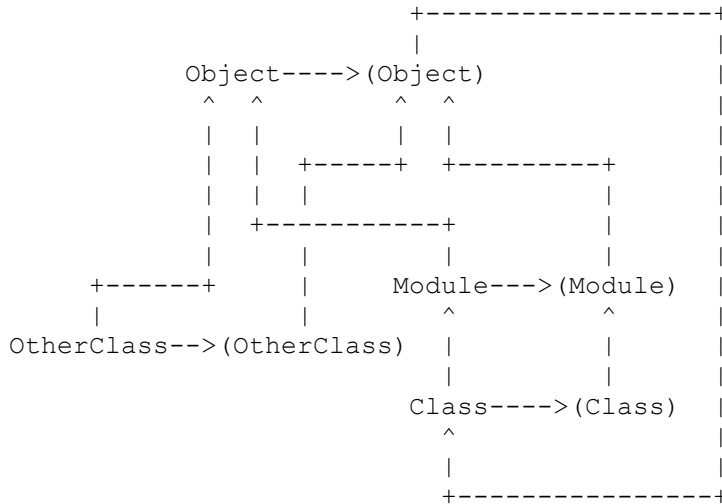 Object---->(Object)
Module--->(Module)
OtherClass-->(OtherClass)
Class---->(Class)